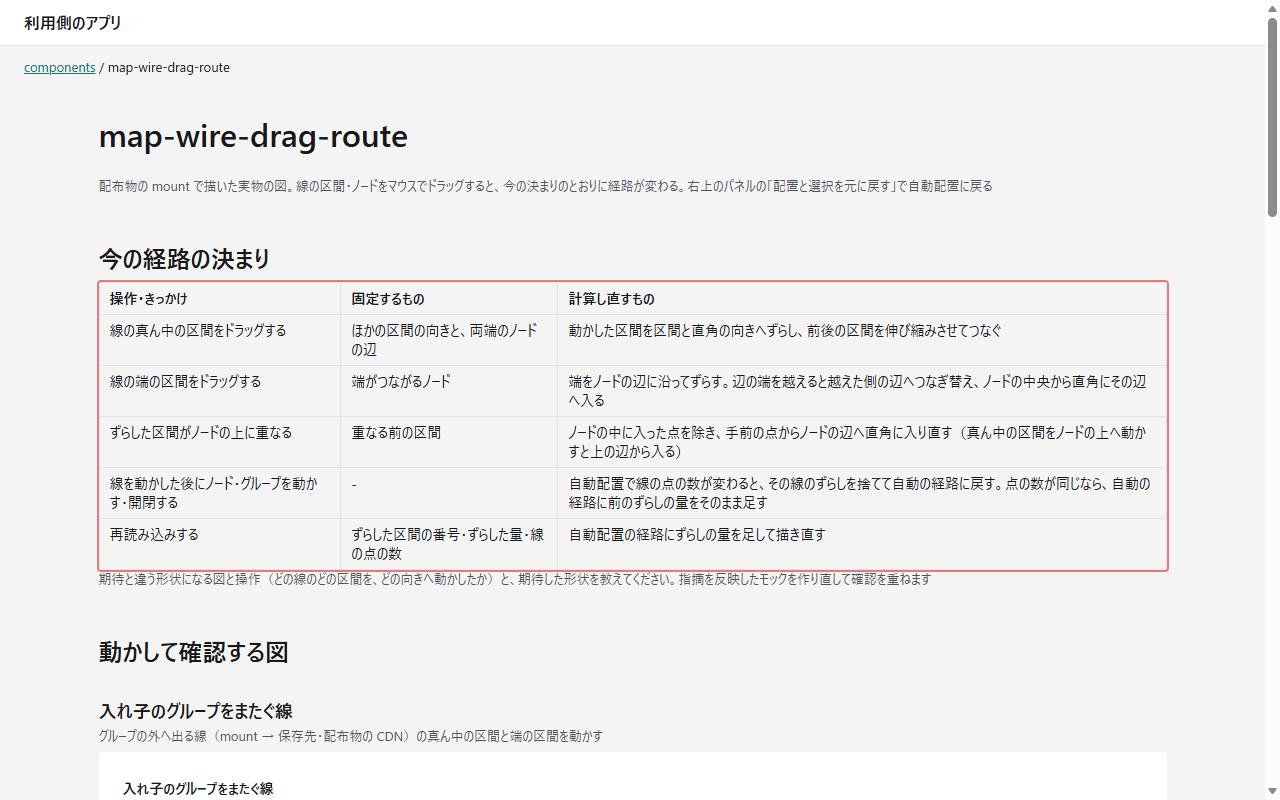 利用側のアプリ
components / map-wire-drag-route
map-wire-drag-route
配布物の mount で描いた実物の図。線の区間・ノードをマウスでドラッグすると、今の決まりのとおりに経路が変わる。右上のパネルの「配置と選択を元に戻す」で自動配置に戻る
今の経路の決まり
操作・きっかけ 固定するもの 計算し直すもの
線の真ん中の区間をドラッグする ほかの区間の向きと、両端のノード 動かした区間を区間と直角の向きへずらし、前後の区間を伸び縮みさせてつなぐ
の辺
線の端の区間をドラッグする 端がつながるノード 端をノードの辺に沿ってずらす。辺の端を越えると越えた側の辺へつなぎ替え、ノードの中央から直角にその辺
へ入る
ずらした区間がノードの上に重なる 重なる前の区間 ノードの中に入った点を除き、手前の点からノードの辺へ直角に入り直す（真ん中の区間をノードの上へ動か
すと上の辺から入る）
線を動かした後にノード・グループを動か - 自動配置で線の点の数が変わると、その線のずらしを捨てて自動の経路に戻す。点の数が同じなら、自動の
す・開閉する 経路に前のずらしの量をそのまま足す
再読み込みする ずらした区間の番号・ずらした量・線 自動配置の経路にずらしの量を足して描き直す
の点の数
期待と違う形状になる図と操作（どの線のどの区間を、どの向きへ動かしたか）と、期待した形状を教えてください。指摘を反映したモックを作り直して確認を重ねます
動かして確認する図
入れ子のグループをまたぐ線
グループの外へ出る線（mount → 保存先・配布物の CDN）の真ん中の区間と端の区間を動かす
入れ子のグループをまたぐ線